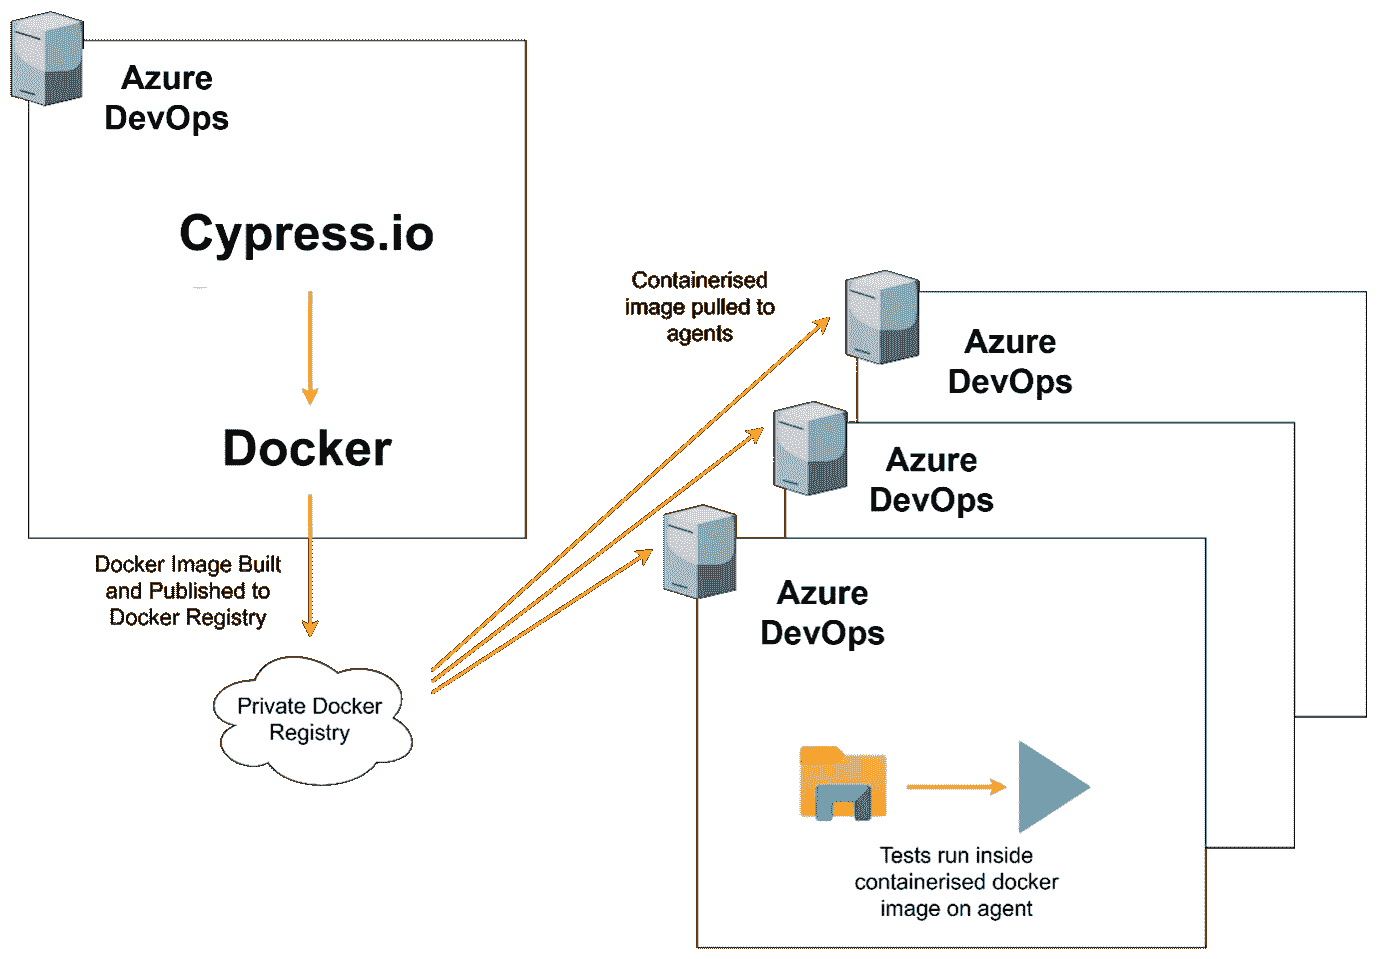 Azure
DevOps
Cypress.io
Docker
Docker Image Built
and Published to
Docker Registry
Private Docker
Registry
Containerised
image pulled to
agents
Azure
DevOps
Azure
DevOps
Azure
DevOps
Tests run inside
containerised docker
image on agent